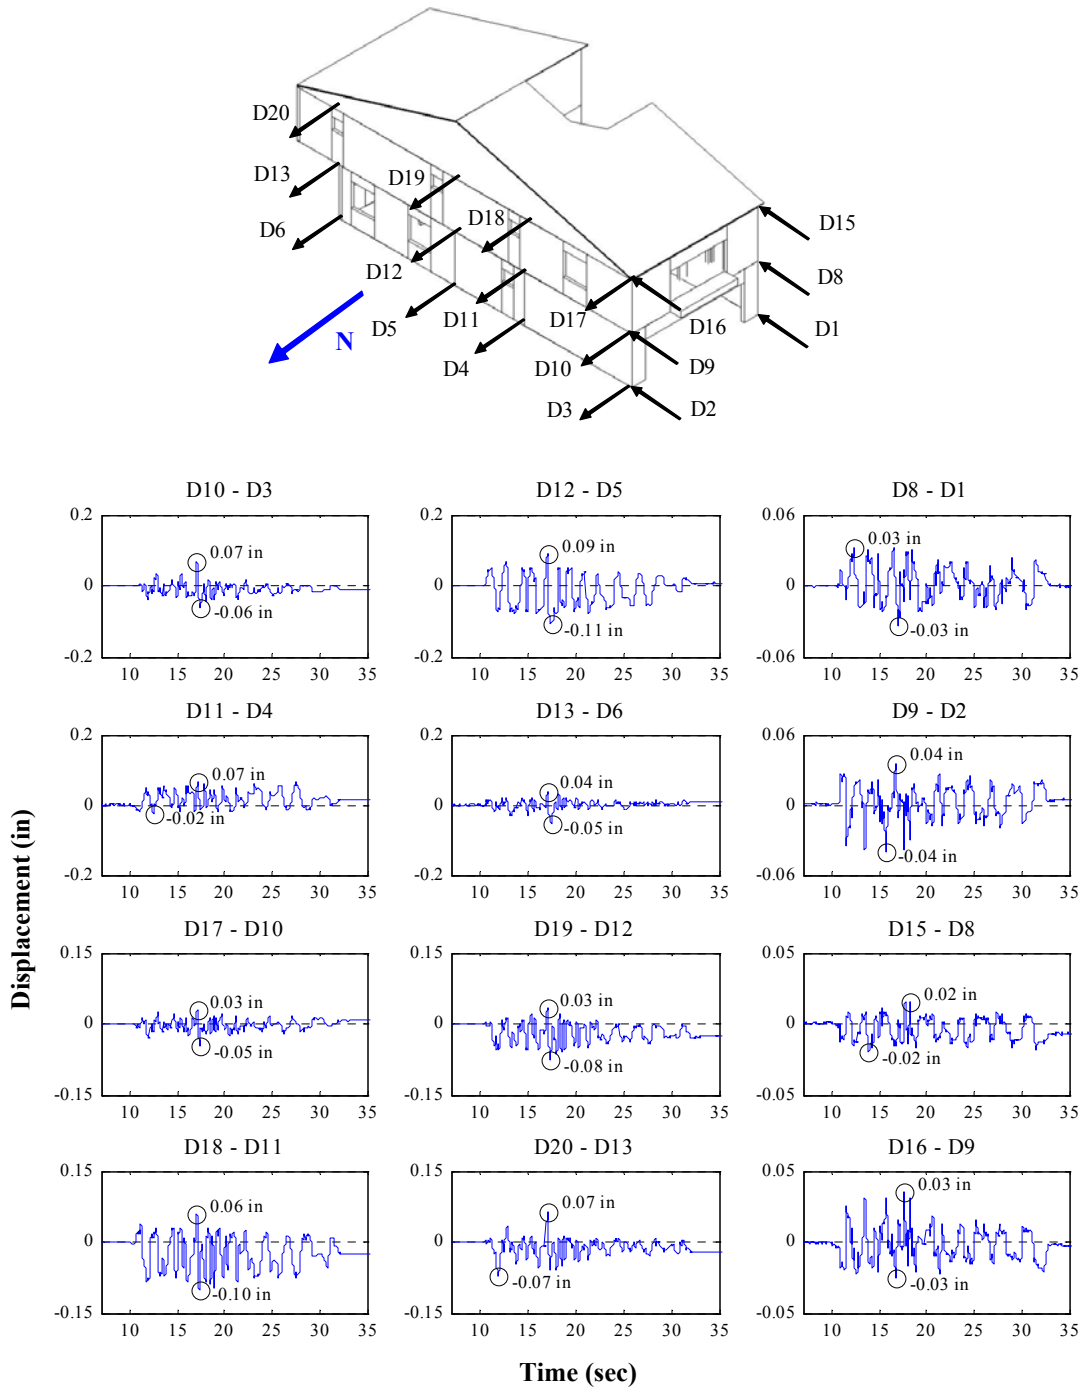 D20
D13
D6
D19
D18
D12
D5
D11
D4
D17
D10
D3
D15
D8
D1
D16
D9
D2
N
D10 - D3
D12 - D5
D8 - D1
0.2
0
-0.2
0.07 in
-0.06 in
10 15 20 25 30 35
0.2
0
-0.2
0.09 in
-0.11 in
10 15 20 25 30 35
0.06
0
-0.06
0.03 in
-0.03 in
10 15 20 25 30 35
D11 - D4
D13 - D6
D9 - D2
0.2
0
-0.2
0.07 in
-0.02 in
10 15 20 25 30 35
0.2
0
-0.2
0.04 in
-0.05 in
10 15 20 25 30 35
0.06
0
-0.06
0.04 in
-0.04 in
10 15 20 25 30 35
D17 - D10
D19 - D12
D15 - D8
0.15
0
-0.15
0.03 in
-0.05 in
10 15 20 25 30 35
0.15
0
-0.15
0.03 in
-0.08 in
10 15 20 25 30 35
0.05
0
-0.05
0.02 in
-0.02 in
10 15 20 25 30 35
D18 - D11
D20 - D13
D16 - D9
0.15
0
-0.15
0.06 in
-0.10 in
10 15 20 25 30 35
0.15
0
-0.15
0.07 in
-0.07 in
10 15 20 25 30 35
0.05
0
-0.05
0.03 in
-0.03 in
10 15 20 25 30 35
Displacement (in)
Time (sec)